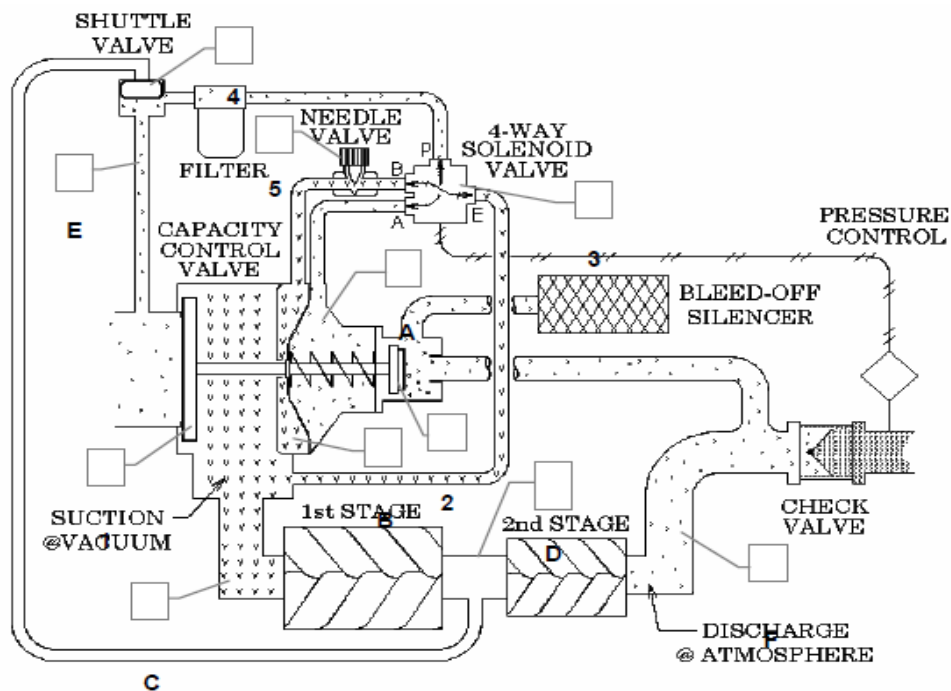 SHUTTLE
VALVE
4
NEEDLE
VALVE
P
4-WAY
SOLENOID
VALVE
FILTER
5
B
A
E
E
CAPACITY
CONTROL
VALVE
PRESSURE
CONTROL
3
BLEED-OFF
SILENCER
A
SUCTION
@VACUUM
1
1st STAGE
B
2
2nd STAGE
D
CHECK
VALVE
DISCHARGE
@ ATMOSPHERE
F
C